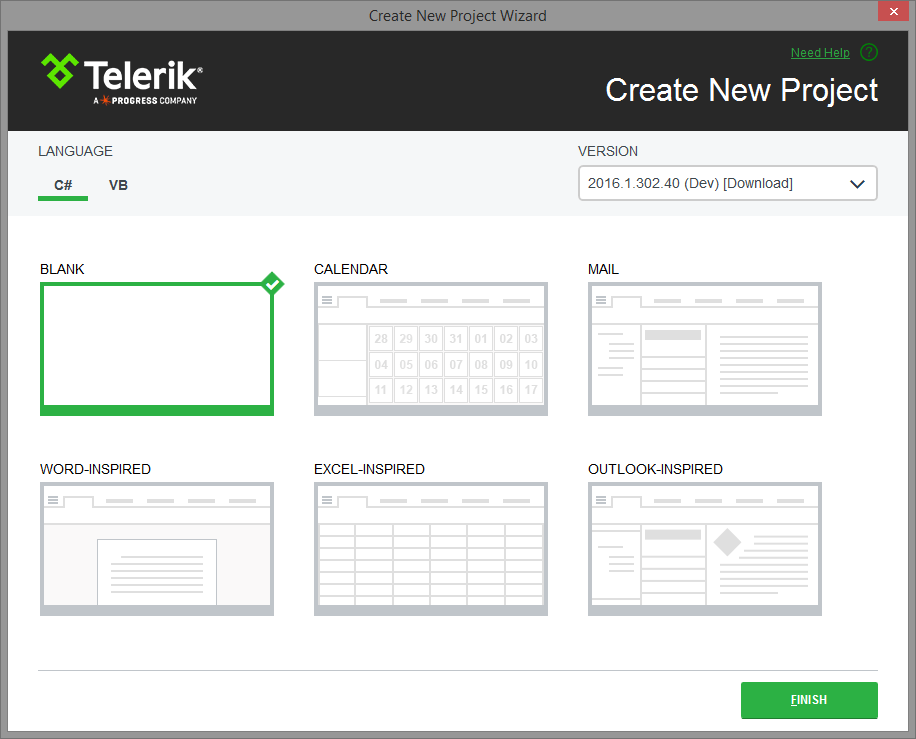 Create New Project Wizard
Need Help ?
Telerik®
A PROGRESS COMPANY
Create New Project
LANGUAGE
VERSION
C# VB
2016.1.302.40 (Dev) [Download]
BLANK CALENDAR MAIL
28 29 30 31 01 02 03
04 05 06 07 08 09 10
11 12 13 14 15 16 17
WORD-INSPIRED EXCEL-INSPIRED OUTLOOK-INSPIRED
FINISH